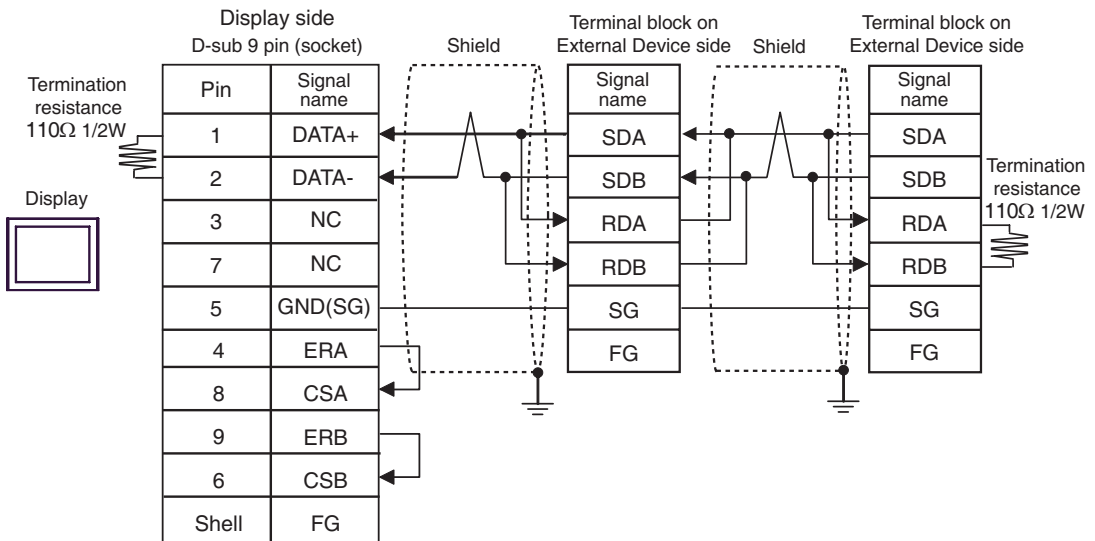 Display side
D-sub 9 pin (socket)
Shield
Terminal block on
External Device side
Shield
Terminal block on
External Device side
Termination
resistance
110Ω 1/2W
Display
Pin Signal name
1 DATA+
2 DATA-
3 NC
7 NC
5 GND(SG)
4 ERA
8 CSA
9 ERB
6 CSB
Shell FG
Signal
name
SDA
SDB
RDA
RDB
SG
FG
Signal
name
SDA
SDB
RDA
RDB
SG
FG
Termination
resistance
110Ω 1/2W